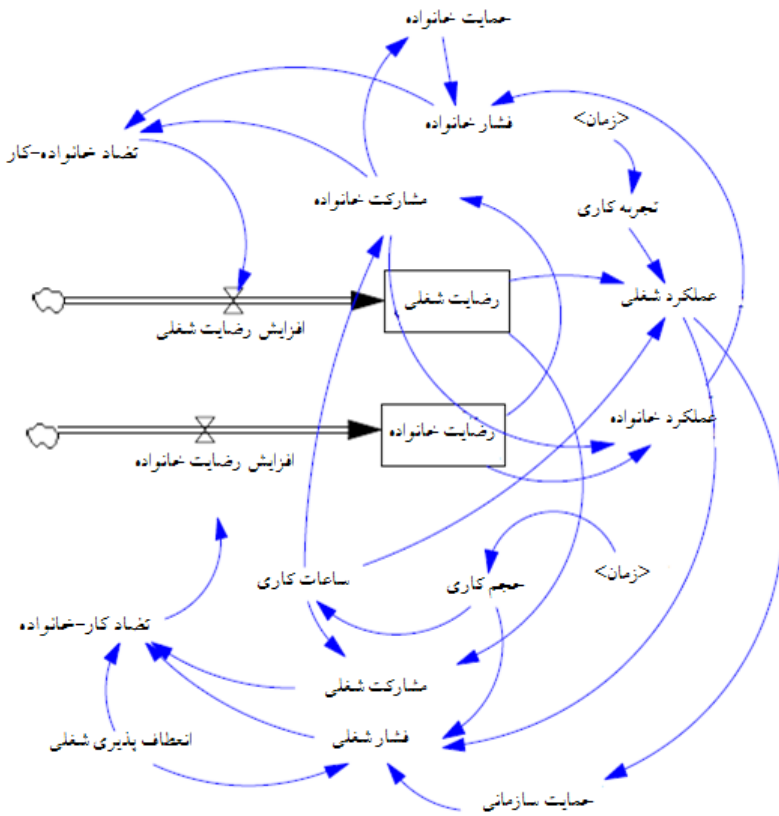 حمایت خانواده
فشار خانواده
<زمان>
تضاد خانواده-کار
مشارکت خانواده
تجربه کاری
رضایت شغلی
عملکرد شغلی
افزایش رضایت شغلی
عملکرد خانواده
رضایت خانواده
افزایش رضایت خانواده
<زمان>
حجم کاری
ساعات کاری
تضاد کار-خانواده
مشارکت شغلی
فشار شغلی
انعطاف پذیری شغلی
حمایت سازمانی